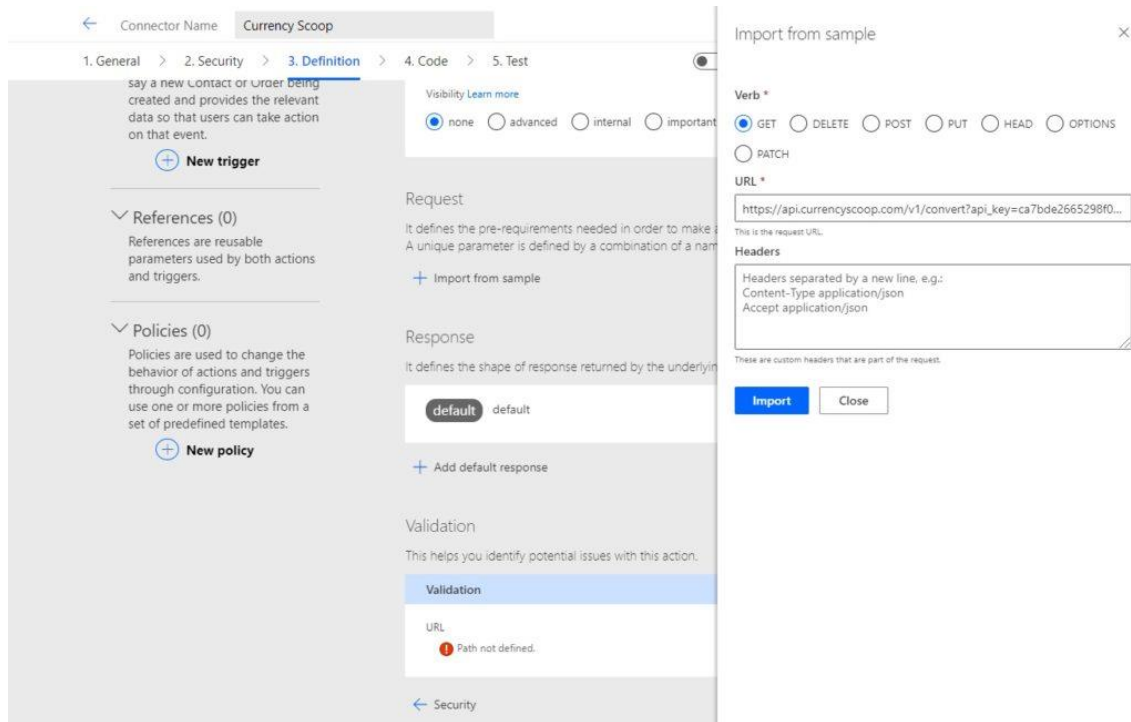 Connector Name Currency Scoop
1. General > 2. Security > 3. Definition > 4. Code > 5. Test
say a new Contact or Order being
created and provides the relevant
data so that users can take action
on that event.
New trigger
References (0)
References are reusable
parameters used by both actions
and triggers.
Policies (0)
Policies are used to change the
behavior of actions and triggers
through configuration. You can
use one or more policies from a
set of predefined templates.
New policy
Visibility Learn more
none advanced internal important
Request
It defines the pre-requirements needed in order to make a
A unique parameter is defined by a combination of a nam
Import from sample
Response
It defines the shape of response returned by the underlyin
default default
Add default response
Validation
This helps you identify potential issues with this action.
Validation
URL
Path not defined.
Security
Import from sample
Verb *
GET DELETE POST PUT HEAD OPTIONS
PATCH
URL *
https://api.currencyscoop.com/v1/convert?api_key=ca7bde2665298f0...
This is the request URL.
Headers
Headers separated by a new line, e.g.:
Content-Type application/json
Accept application/json
These are custom headers that are part of the request.
Import Close